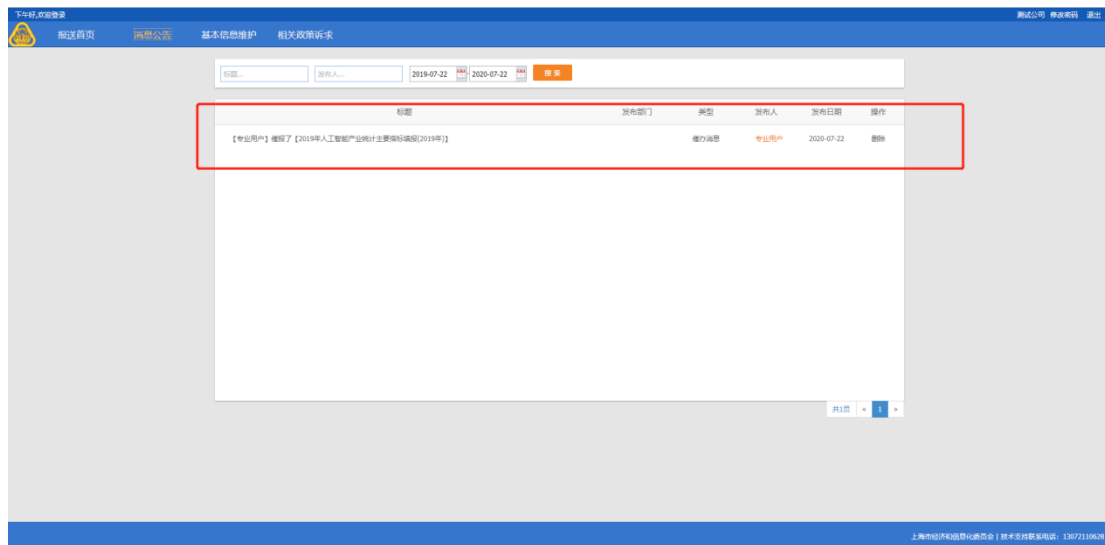 下午好,欢迎登录 测试公司 修改密码 退出
报送首页 消息公告 基本信息维护 相关政策诉求
标题... 发布人... 2019-07-22 - 2020-07-22 搜索
标题 发布部门 类型 发布人 发布日期 操作
【专业用户】催报了【2019年人工智能产业统计主要指标填报(2019年)】 催办消息 专业用户 2020-07-22 删除
共1页 « 1 »
上海市经济和信息化委员会 | 技术支持联系电话：13072110628